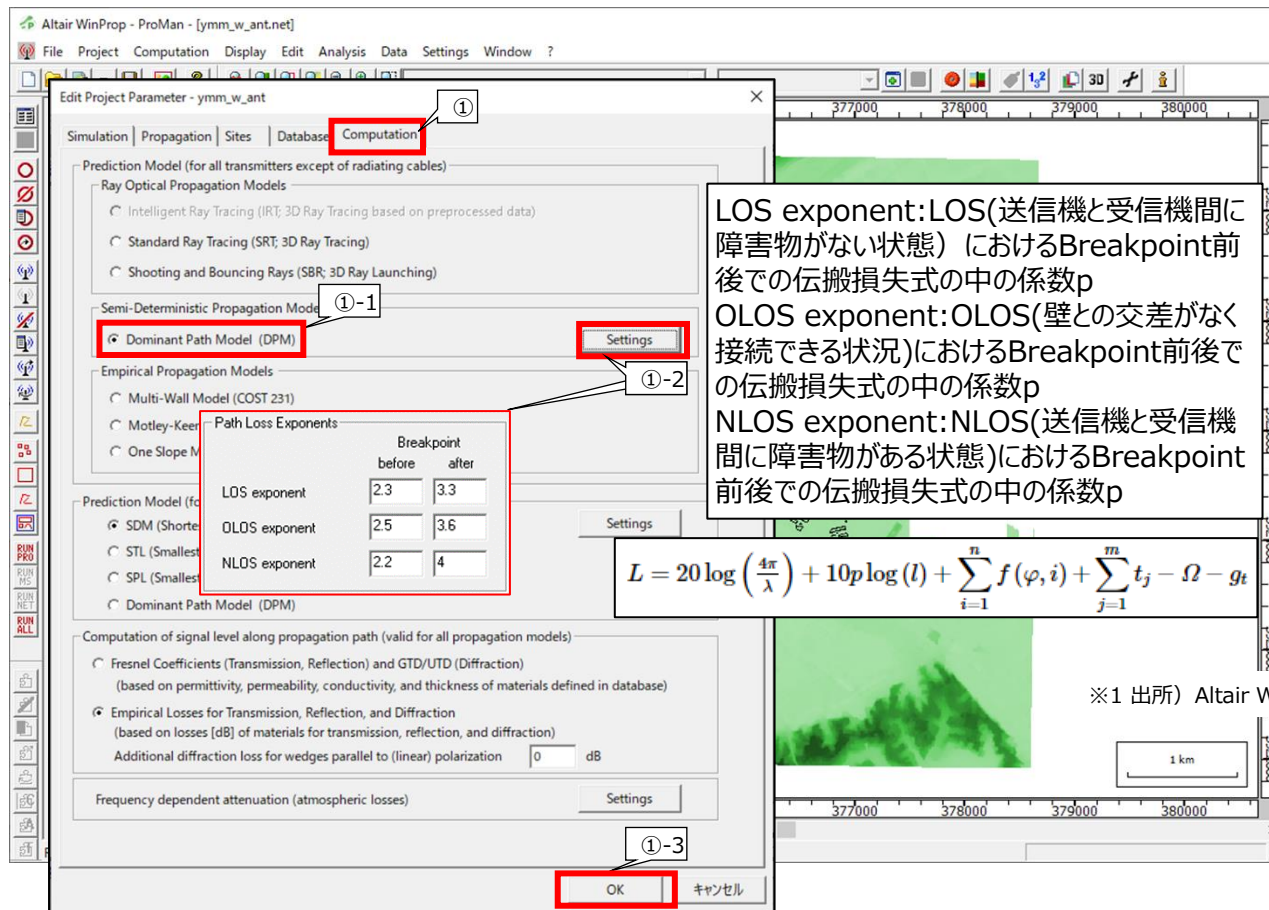 Altair WinProp - ProMan - [ymm_w_ant.net]
File Project Computation Display Edit Analysis Data Settings Window ?
3D
Edit Project Parameter - ymm_w_ant
①
Simulation Propagation Sites Database Computation
Prediction Model (for all transmitters except of radiating cables)
Ray Optical Propagation Models
Intelligent Ray Tracing (IRT; 3D Ray Tracing based on preprocessed data)
Standard Ray Tracing (SRT; 3D Ray Tracing)
Shooting and Bouncing Rays (SBR; 3D Ray Launching)
Semi-Deterministic Propagation Mode
①-1
Dominant Path Model (DPM)
Settings
①-2
Empirical Propagation Models
Multi-Wall Model (COST 231)
Motley-Keen
One Slope M
Path Loss Exponents
Breakpoint
before after
LOS exponent 2.3 3.3
OLOS exponent 2.5 3.6
NLOS exponent 2.2 4
Prediction Model (fo
SDM (Shorte
Settings
STL (Smallest
SPL (Smallest
Dominant Path Model (DPM)
Computation of signal level along propagation path (valid for all propagation models)
Fresnel Coefficients (Transmission, Reflection) and GTD/UTD (Diffraction)
(based on permittivity, permeability, conductivity, and thickness of materials defined in database)
Empirical Losses for Transmission, Reflection, and Diffraction
(based on losses [dB] of materials for transmission, reflection, and diffraction)
Additional diffraction loss for wedges parallel to (linear) polarization 0 dB
Frequency dependent attenuation (atmospheric losses)
Settings
①-3
OK キャンセル
RUN PRO
RUN MS
RUN NET
RUN ALL
377000 378000 379000 380000
LOS exponent:LOS(送信機と受信機間に
障害物がない状態）におけるBreakpoint前
後での伝搬損失式の中の係数p
OLOS exponent:OLOS(壁との交差がなく
接続できる状況)におけるBreakpoint前後で
の伝搬損失式の中の係数p
NLOS exponent:NLOS(送信機と受信機
間に障害物がある状態)におけるBreakpoint
前後での伝搬損失式の中の係数p
L = 20 log (4π/λ) + 10p log (l) + ∑_{i=1}^{n} f (φ, i) + ∑_{j=1}^{m} t_j − Ω − g_t
※1 出所）Altair W
1 km
377000 378000 379000 380000